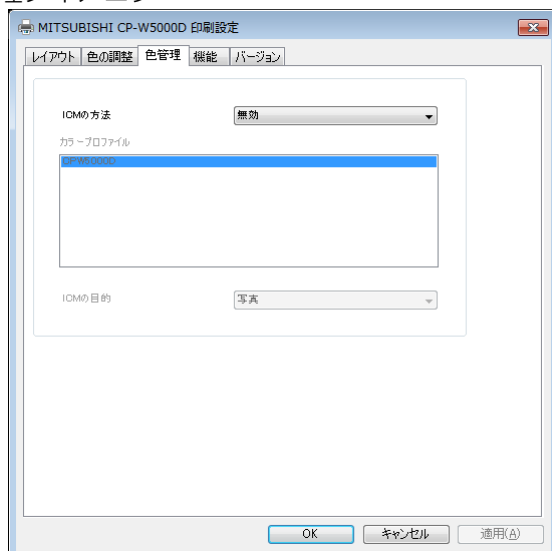 MITSUBISHI CP-W5000D 印刷設定
レイアウト 色の調整 色管理 機能 バージョン
ICMの方法 無効
カラープロファイル
CPW5000D
ICMの目的 写真
OK キャンセル 適用(A)